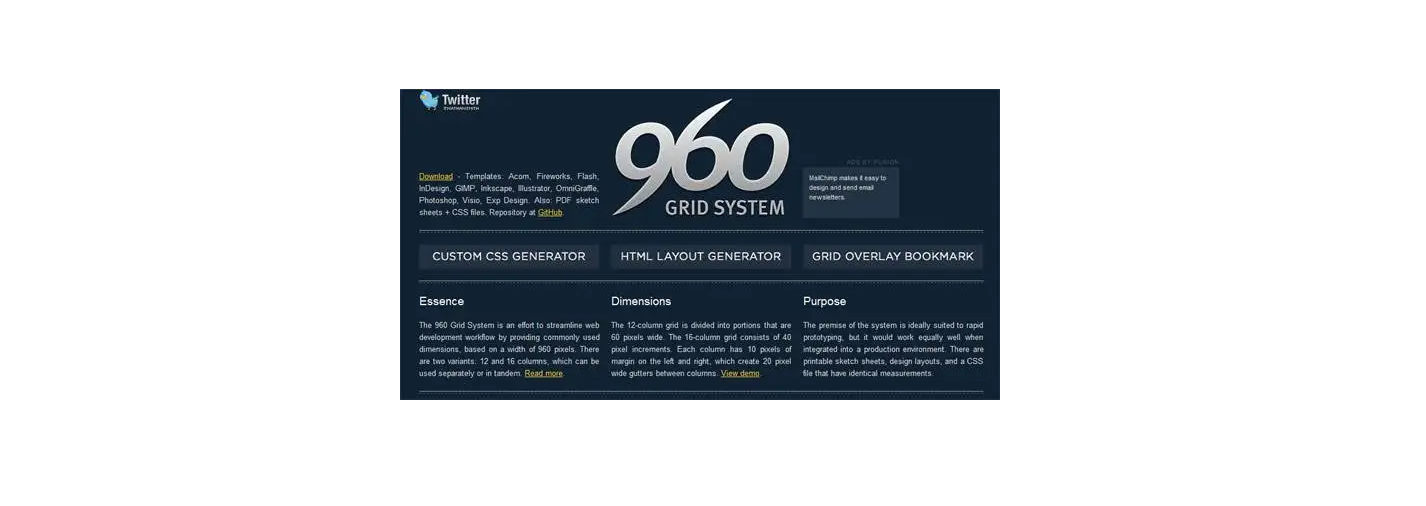 Twitter
960
GRID SYSTEM
ADS BY FUSION
Download - Templates: Acorn, Fireworks, Flash,
InDesign, GIMP, Inkscape, Illustrator, OmniGraffle,
Photoshop, Visio, Exp Design. Also: PDF sketch
sheets + CSS files. Repository at GitHub.
MailChimp makes it easy to
design and send email
newsletters.
CUSTOM CSS GENERATOR
HTML LAYOUT GENERATOR
GRID OVERLAY BOOKMARK
Essence
The 960 Grid System is an effort to streamline web
development workflow by providing commonly used
dimensions, based on a width of 960 pixels. There
are two variants: 12 and 16 columns, which can be
used separately or in tandem. Read more.
Dimensions
The 12-column grid is divided into portions that are
60 pixels wide. The 16-column grid consists of 40
pixel increments. Each column has 10 pixels of
margin on the left and right, which create 20 pixel
wide gutters between columns. View demo.
Purpose
The premise of the system is ideally suited to rapid
prototyping, but it would work equally well when
integrated into a production environment. There are
printable sketch sheets, design layouts, and a CSS
file that have identical measurements.